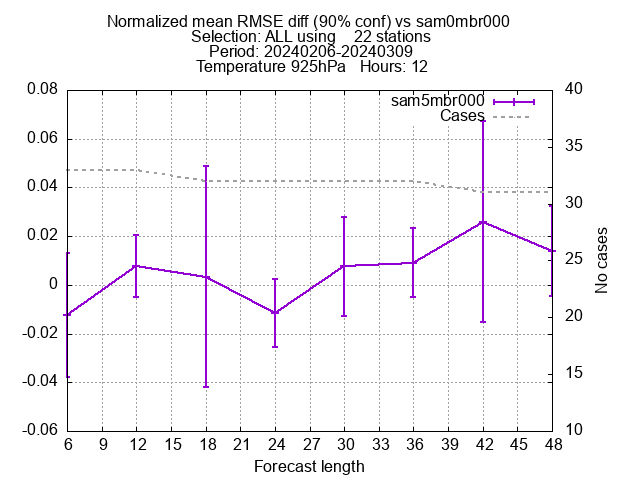 Normalized mean RMSE diff (90% conf) vs sam0mbr000
Selection: ALL using    22 stations
Period: 20240206-20240309
Temperature 925hPa   Hours: 12
sam5mbr000
Cases
0.08
0.06
0.04
0.02
0
-0.02
-0.04
-0.06
40
35
30
25
20
15
10
No cases
6 9 12 15 18 21 24 27 30 33 36 39 42 45 48
Forecast length